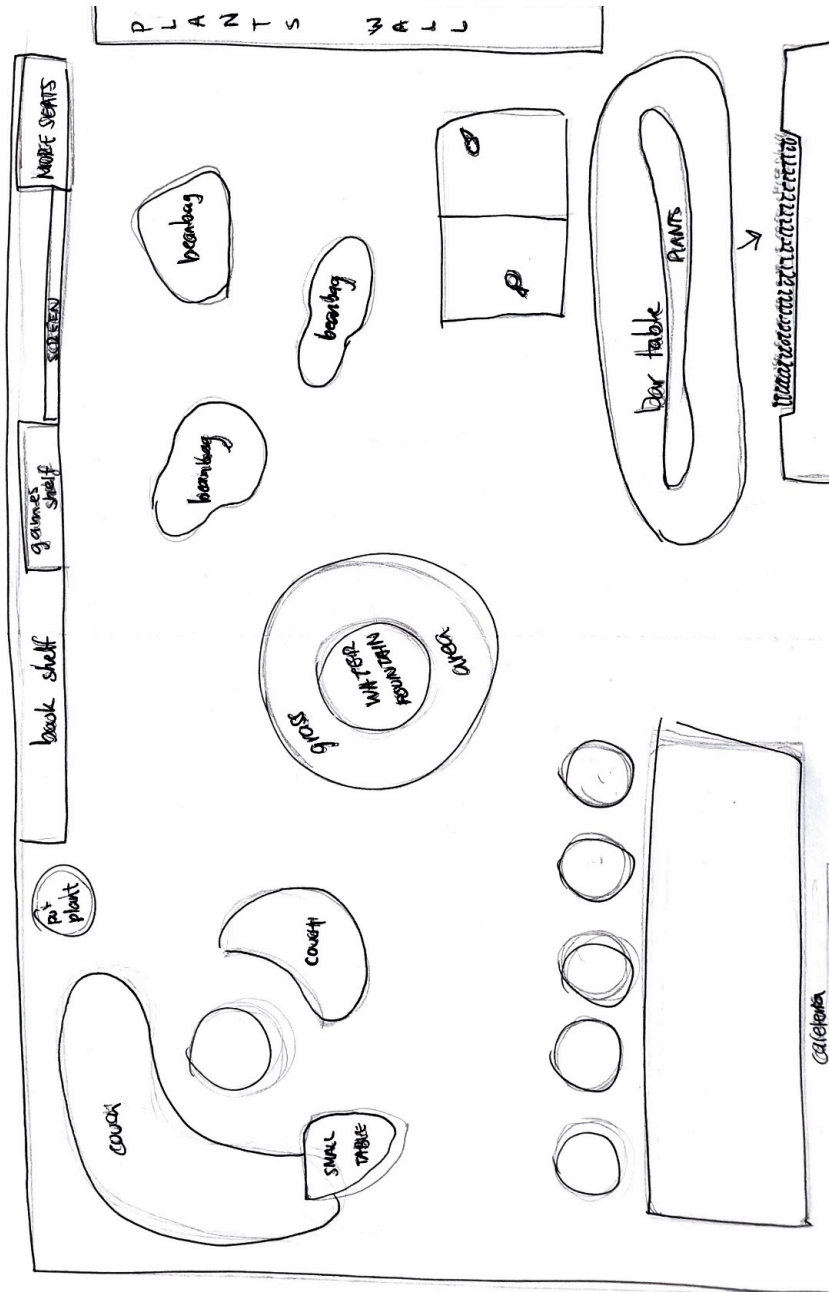 PLANTS WALL
MORE SEATS
SCREEN
games
shelf
book shelf
pot
plant
beanbag
beanbag
beanbag
PLANTS
bar table
grass
area
WATER
FOUNTAIN
COUCH
COUCH
SMALL
TABLE
cafeteria